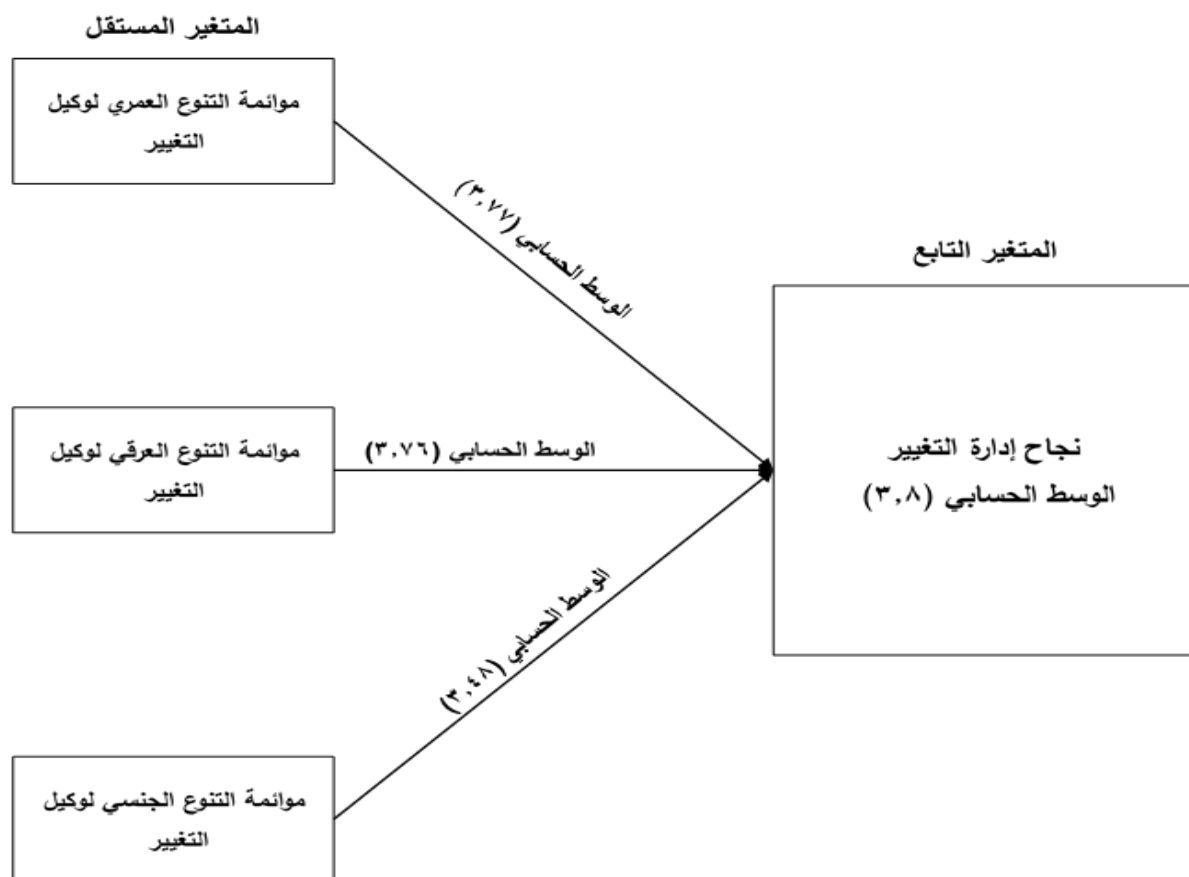 المتغير المستقل
موائمة التنوع العمري لوكيل
التغيير
الوسط الحسابي (٣,٧٧)
المتغير التابع
موائمة التنوع العرقي لوكيل
التغيير
الوسط الحسابي (٣,٧٦)
نجاح إدارة التغيير
الوسط الحسابي (٣,٨)
الوسط الحسابي (٣,٤٨)
موائمة التنوع الجنسي لوكيل
التغيير